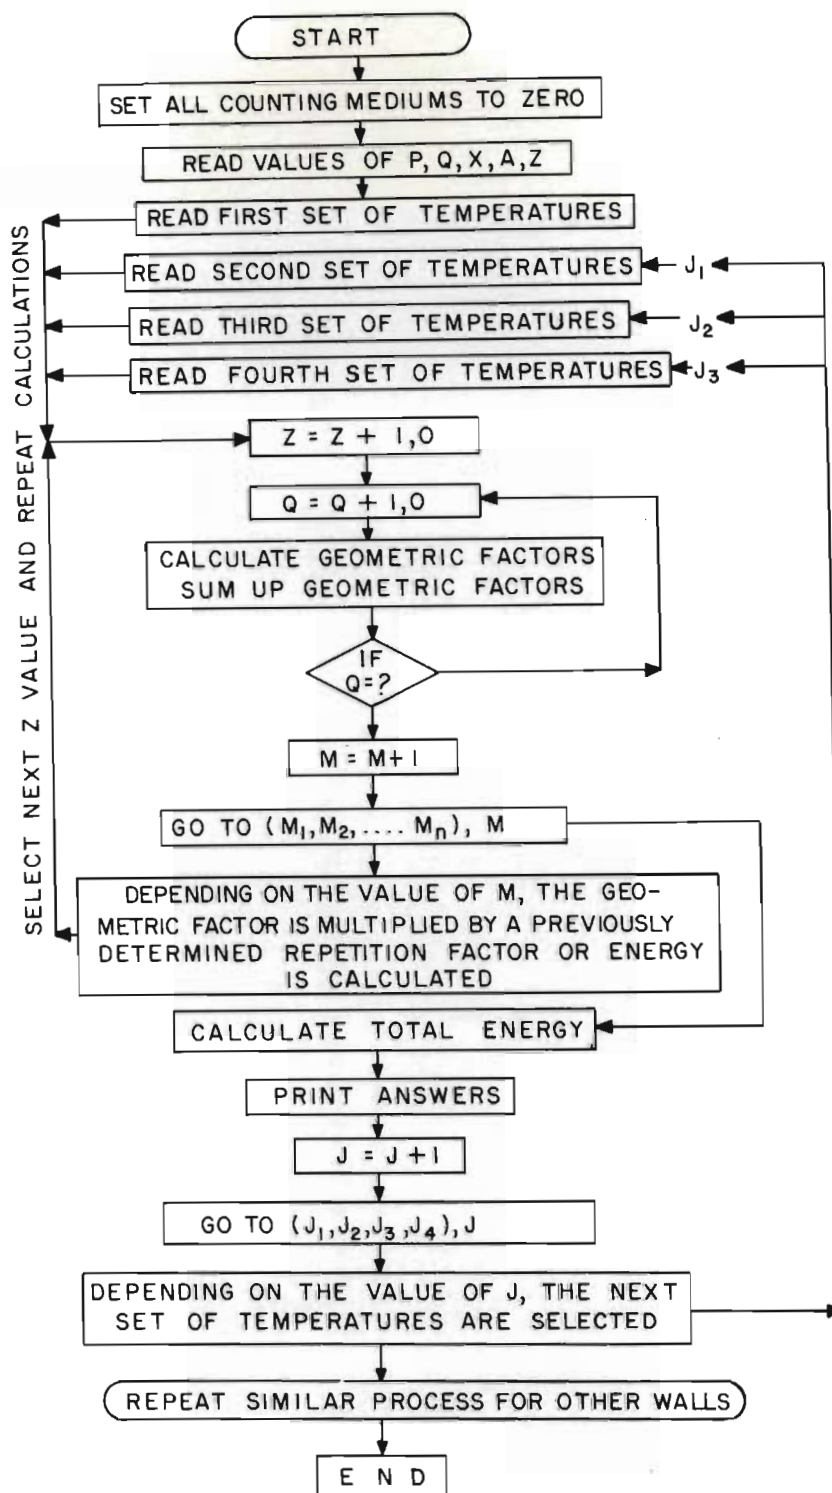 START
SET ALL COUNTING MEDIUMS TO ZERO
READ VALUES OF P, Q, X, A, Z
READ FIRST SET OF TEMPERATURES
READ SECOND SET OF TEMPERATURES
J₁
READ THIRD SET OF TEMPERATURES
J₂
READ FOURTH SET OF TEMPERATURES
J₃
SELECT NEXT Z VALUE AND REPEAT CALCULATIONS
Z = Z + 1,0
Q = Q + 1,0
CALCULATE GEOMETRIC FACTORS
SUM UP GEOMETRIC FACTORS
IF
Q=?
M = M+1
GO TO (M₁,M₂,....Mₙ), M
DEPENDING ON THE VALUE OF M, THE GEO-
METRIC FACTOR IS MULTIPLIED BY A PREVIOUSLY
DETERMINED REPETITION FACTOR OR ENERGY
IS CALCULATED
CALCULATE TOTAL ENERGY
PRINT ANSWERS
J = J+1
GO TO (J₁,J₂,J₃,J₄),J
DEPENDING ON THE VALUE OF J, THE NEXT
SET OF TEMPERATURES ARE SELECTED
REPEAT SIMILAR PROCESS FOR OTHER WALLS
END